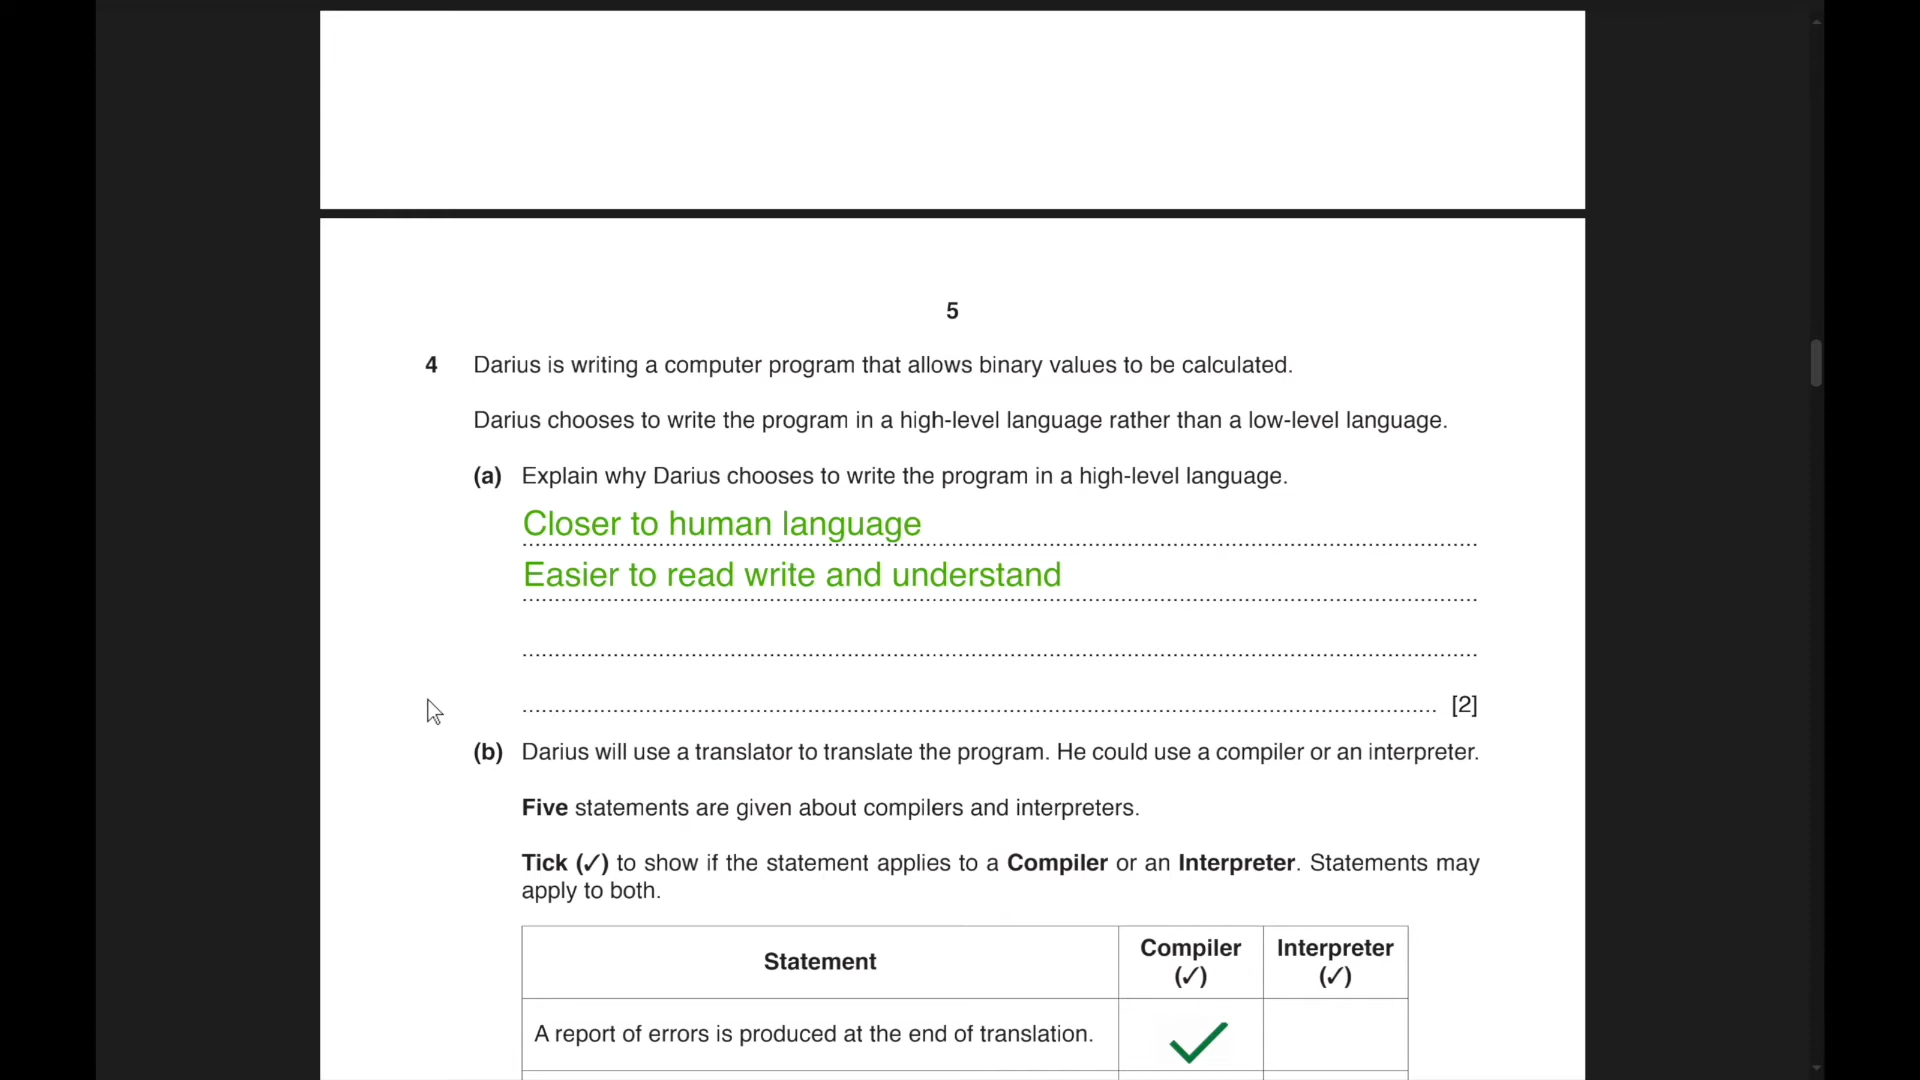 5
4 Darius is writing a computer program that allows binary values to be calculated.
Darius chooses to write the program in a high-level language rather than a low-level language.
(a) Explain why Darius chooses to write the program in a high-level language.
Closer to human language
Easier to read write and understand
[2]
(b) Darius will use a translator to translate the program. He could use a compiler or an interpreter.
Five statements are given about compilers and interpreters.
Tick (✓) to show if the statement applies to a Compiler or an Interpreter. Statements may
apply to both.
Statement Compiler (✓) Interpreter (✓)
A report of errors is produced at the end of translation. ✓